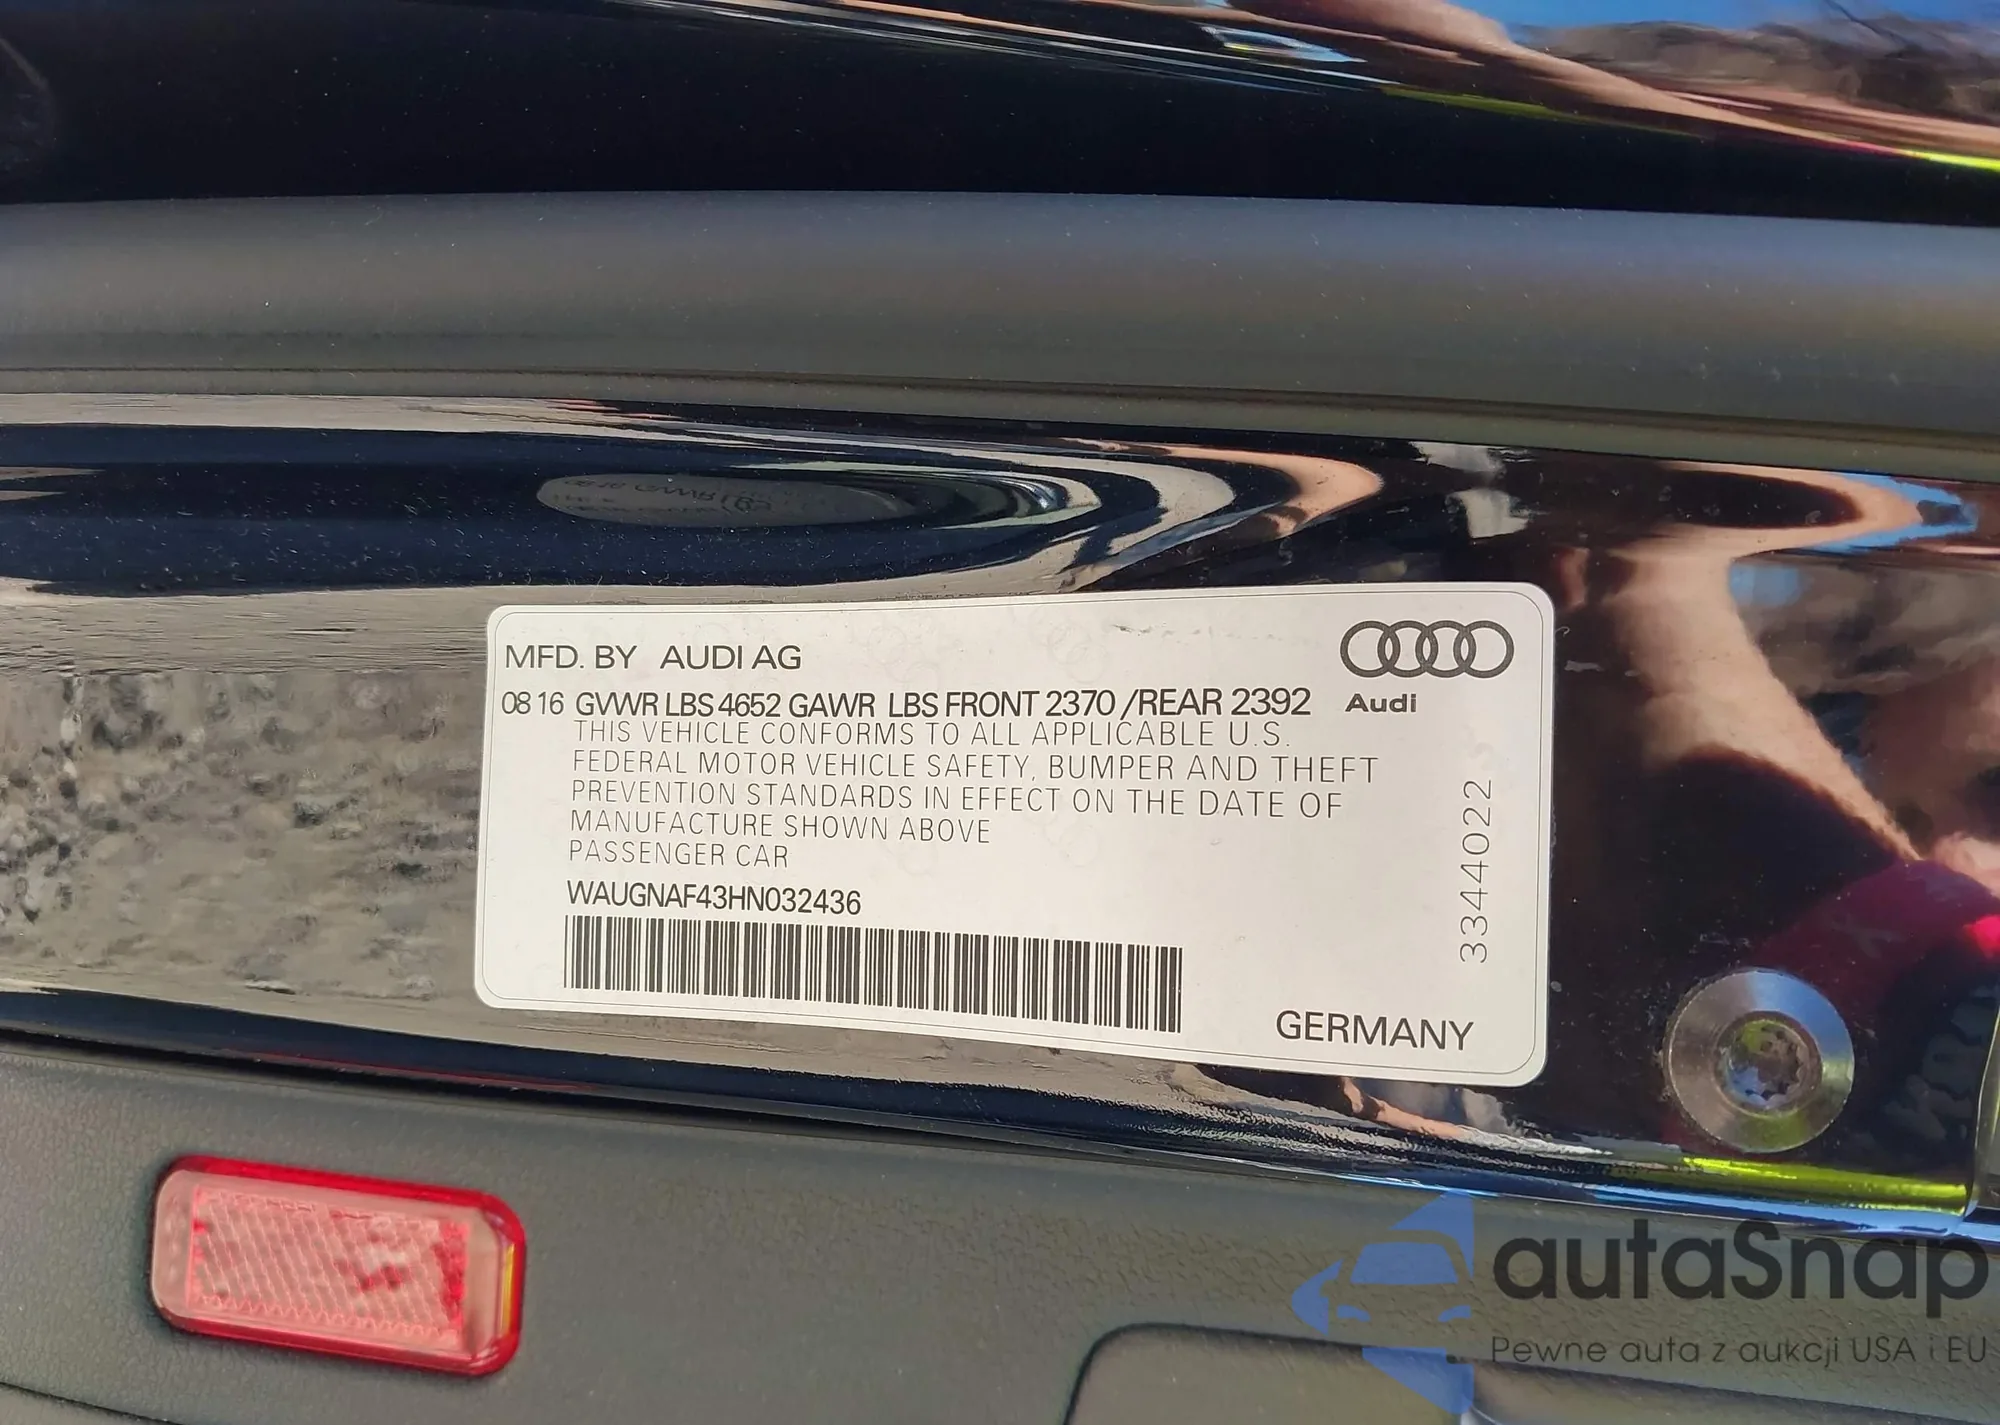 MFD. BY AUDI AG
08 16 GVWR LBS 4652 GAWR LBS FRONT 2370 /REAR 2392
Audi
THIS VEHICLE CONFORMS TO ALL APPLICABLE U.S.
FEDERAL MOTOR VEHICLE SAFETY, BUMPER AND THEFT
PREVENTION STANDARDS IN EFFECT ON THE DATE OF
MANUFACTURE SHOWN ABOVE
PASSENGER CAR
WAUGNAF43HN032436
3344022
GERMANY
autaSnap
Pewne auta z aukcji USA i EU